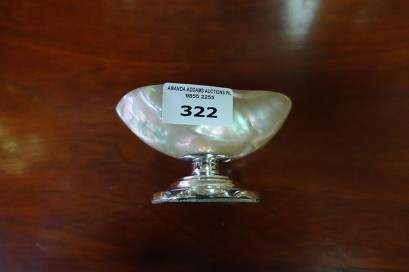 AMANDA ADDAMS AUCTIONS P/L
9855 2255
322